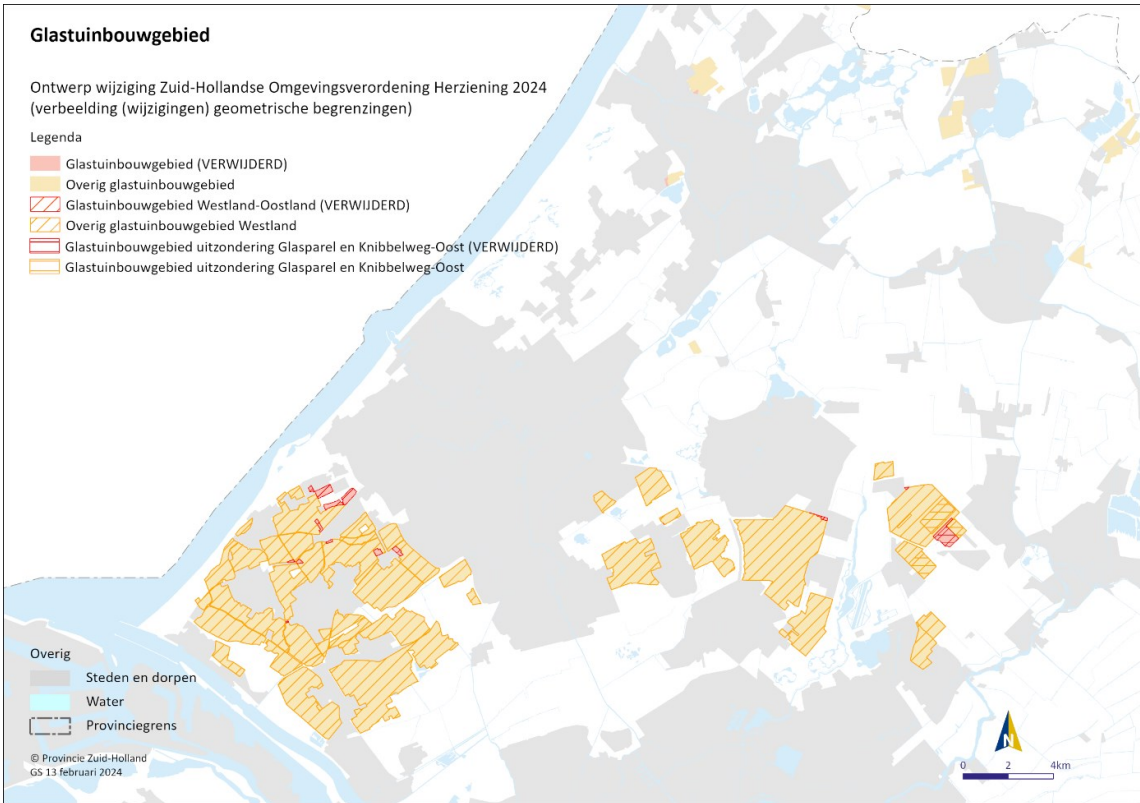 Glastuinbouwgebied
Ontwerp wijziging Zuid-Hollandse Omgevingsverordening Herziening 2024
(verbeelding (wijzigingen) geometrische begrenzingen)
Legenda
Glastuinbouwgebied (VERWIJDERD)
Overig glastuinbouwgebied
Glastuinbouwgebied Westland-Oostland (VERWIJDERD)
Overig glastuinbouwgebied Westland
Glastuinbouwgebied uitzondering Glasparel en Knibbelweg-Oost (VERWIJDERD)
Glastuinbouwgebied uitzondering Glasparel en Knibbelweg-Oost
Overig
Steden en dorpen
Water
Provinciegrens
© Provincie Zuid-Holland
GS 13 februari 2024
N
0 2 4km